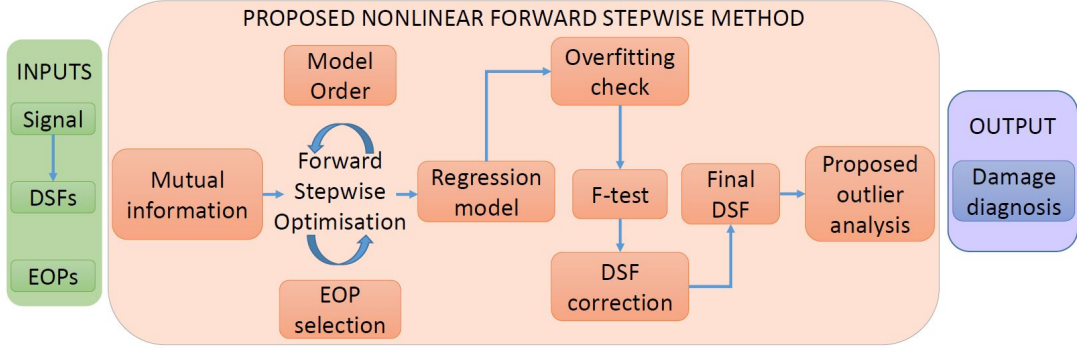 PROPOSED NONLINEAR FORWARD STEPWISE METHOD
INPUTS
Signal
DSFs
EOPs
Mutual
information
Model
Order
Forward
Stepwise
Optimisation
EOP
selection
Regression
model
Overfitting
check
F-test
DSF
correction
Final
DSF
Proposed
outlier
analysis
OUTPUT
Damage
diagnosis